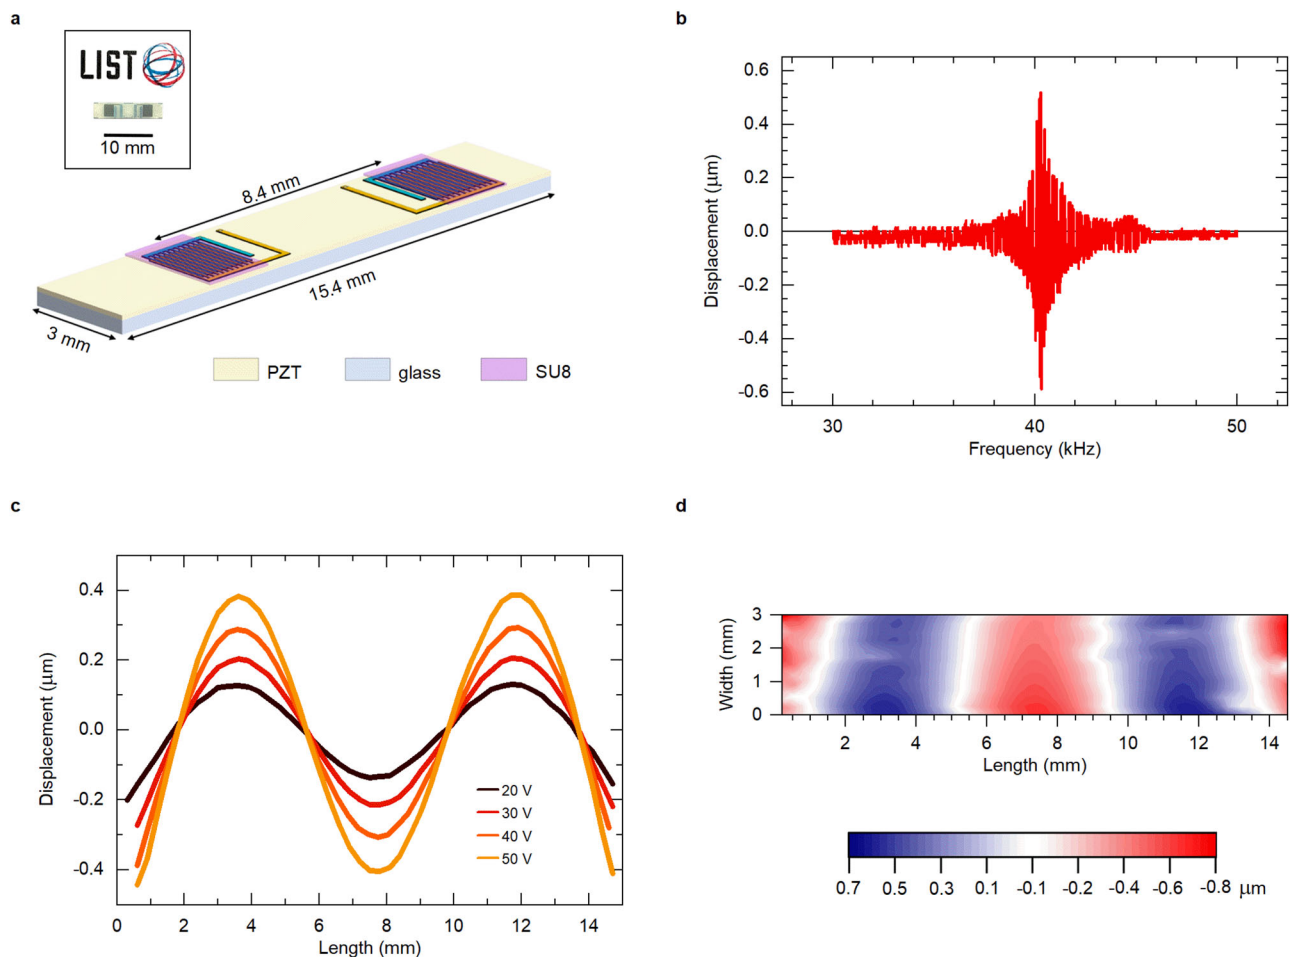 a
LIST
10 mm
8.4 mm
15.4 mm
3 mm
PZT
glass
SU8
b
Displacement (µm)
0.6
0.4
0.2
0.0
-0.2
-0.4
-0.6
30
40
50
Frequency (kHz)
c
Displacement (µm)
0.4
0.2
0.0
-0.2
-0.4
20 V
30 V
40 V
50 V
0 2 4 6 8 10 12 14
Length (mm)
d
Width (mm)
3
2
1
0
2 4 6 8 10 12 14
Length (mm)
0.7 0.5 0.3 0.1 -0.1 -0.2 -0.4 -0.6 -0.8 µm